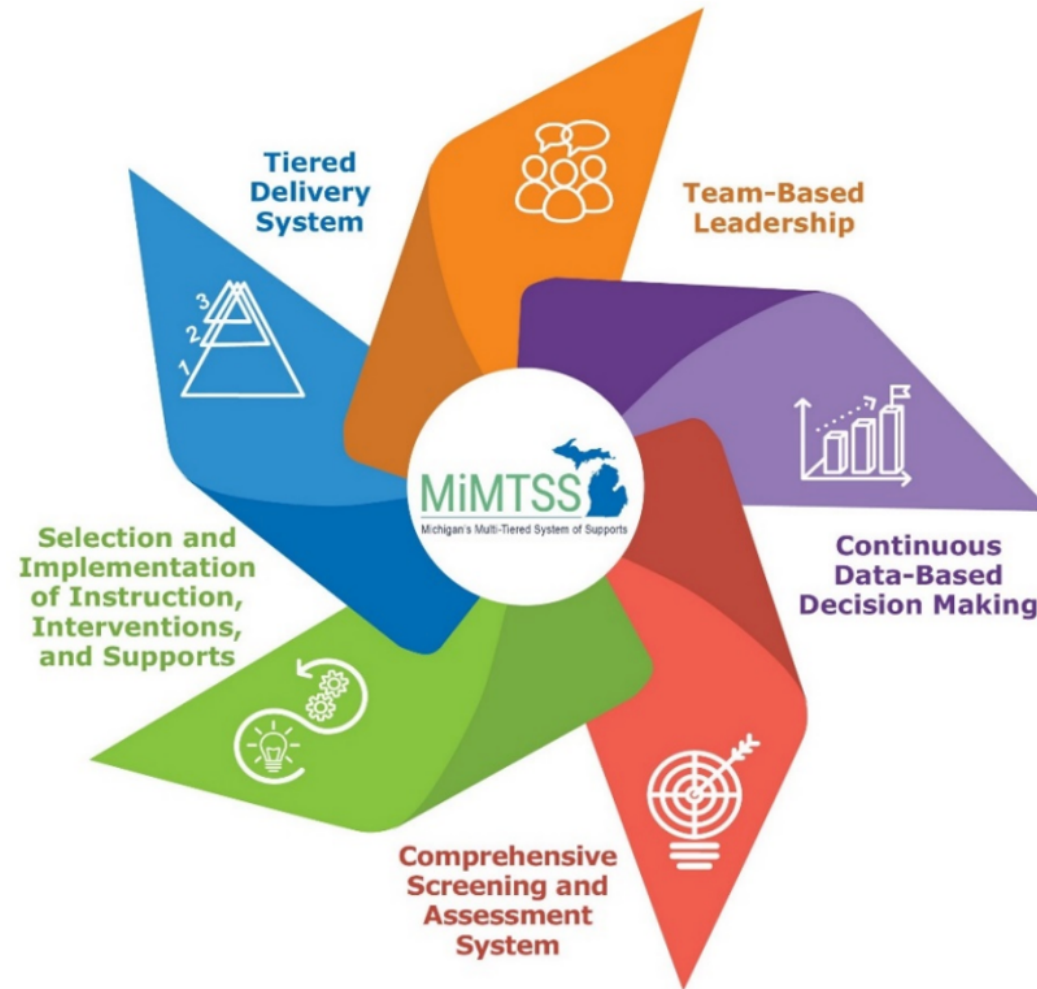 Tiered
Delivery
System
Team-Based
Leadership
3
2
1
MiMTSS
Michigan's Multi-Tiered System of Supports
Continuous
Data-Based
Decision Making
Selection and
Implementation
of Instruction,
Interventions,
and Supports
Comprehensive
Screening and
Assessment
System